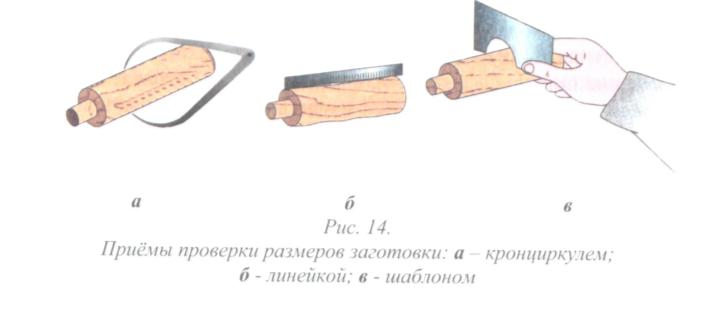 а б в
Рис. 14.
Приёмы проверки размеров заготовки: а – кронциркулем;
б - линейкой; в - шаблоном